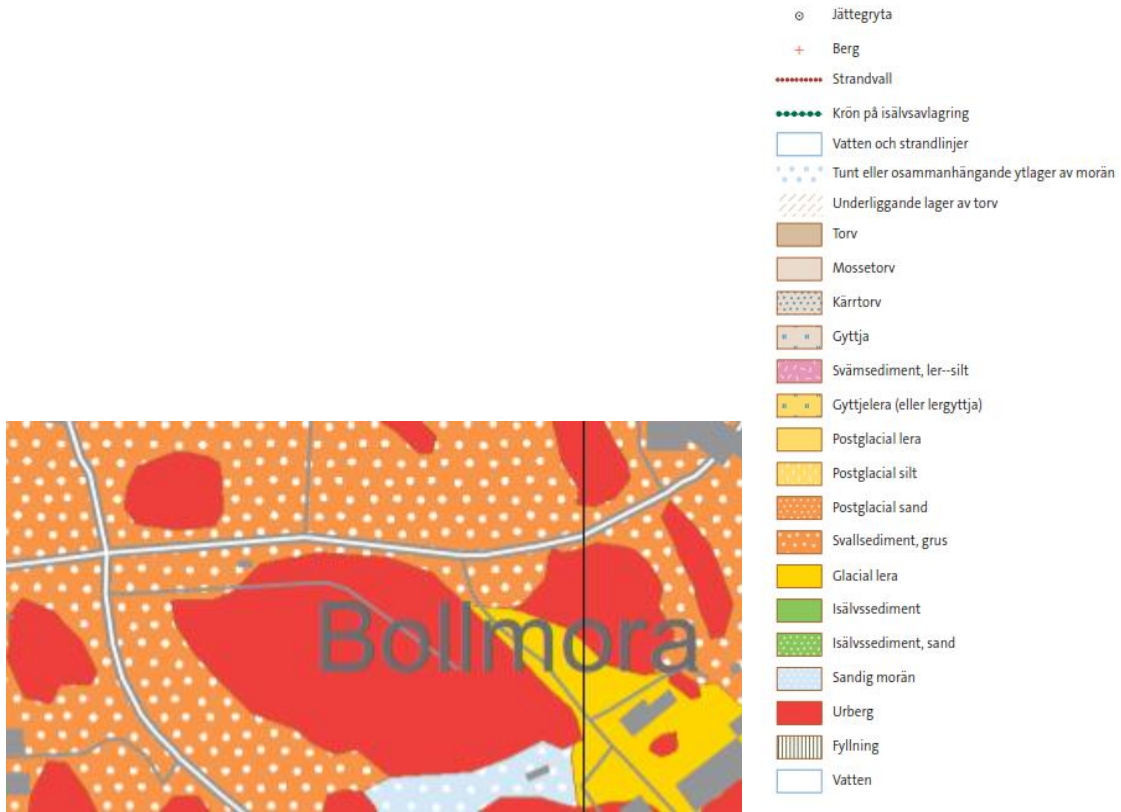 Jättegryta
Berg
Strandvall
Krön på isälvsavlagring
Vatten och strandlinjer
Tunt eller osammanhängande ytlager av morän
Underliggande lager av torv
Torv
Mossetorv
Kärrtorv
Gyttja
Svämsediment, ler--silt
Gyttjelera (eller lergyttja)
Postglacial lera
Postglacial silt
Postglacial sand
Svallsediment, grus
Glacial lera
Isälvssediment
Isälvssediment, sand
Sandig morän
Urberg
Fyllning
Vatten
Bollmora